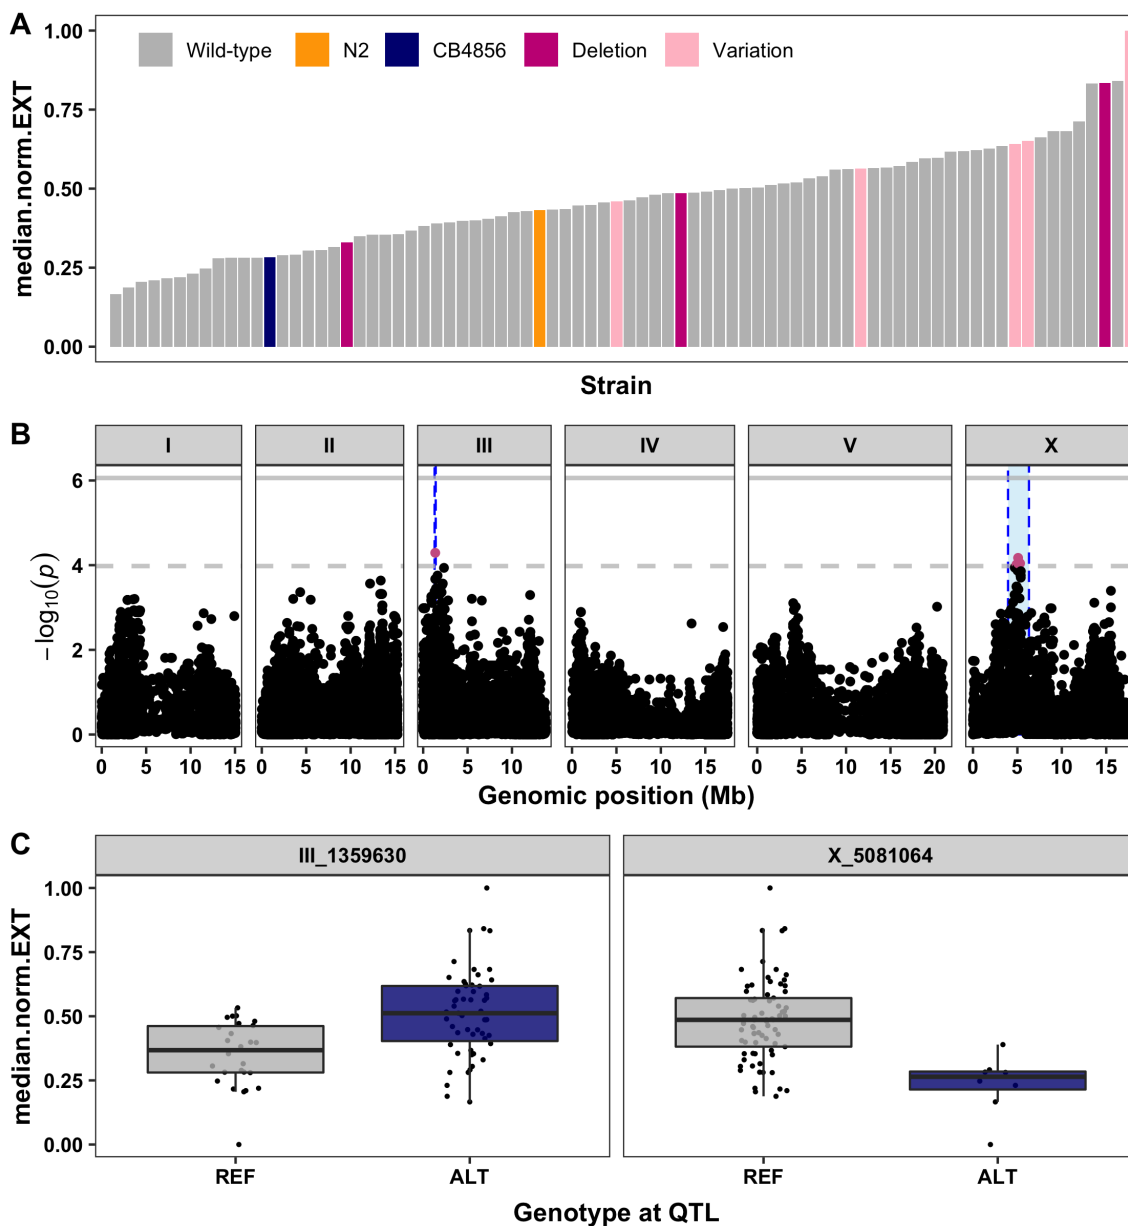 A
median.norm.EXT
1.00
0.75
0.50
0.25
0.00
Wild-type N2 CB4856 Deletion Variation
Strain
B
I II III IV V X
−log10(p)
6
4
2
0
0 5 10 15 0 5 10 15 0 5 10 0 5 10 15 0 5 10 15 20 0 5 10 15
Genomic position (Mb)
C
III_1359630 X_5081064
median.norm.EXT
1.00
0.75
0.50
0.25
0.00
REF ALT REF ALT
Genotype at QTL